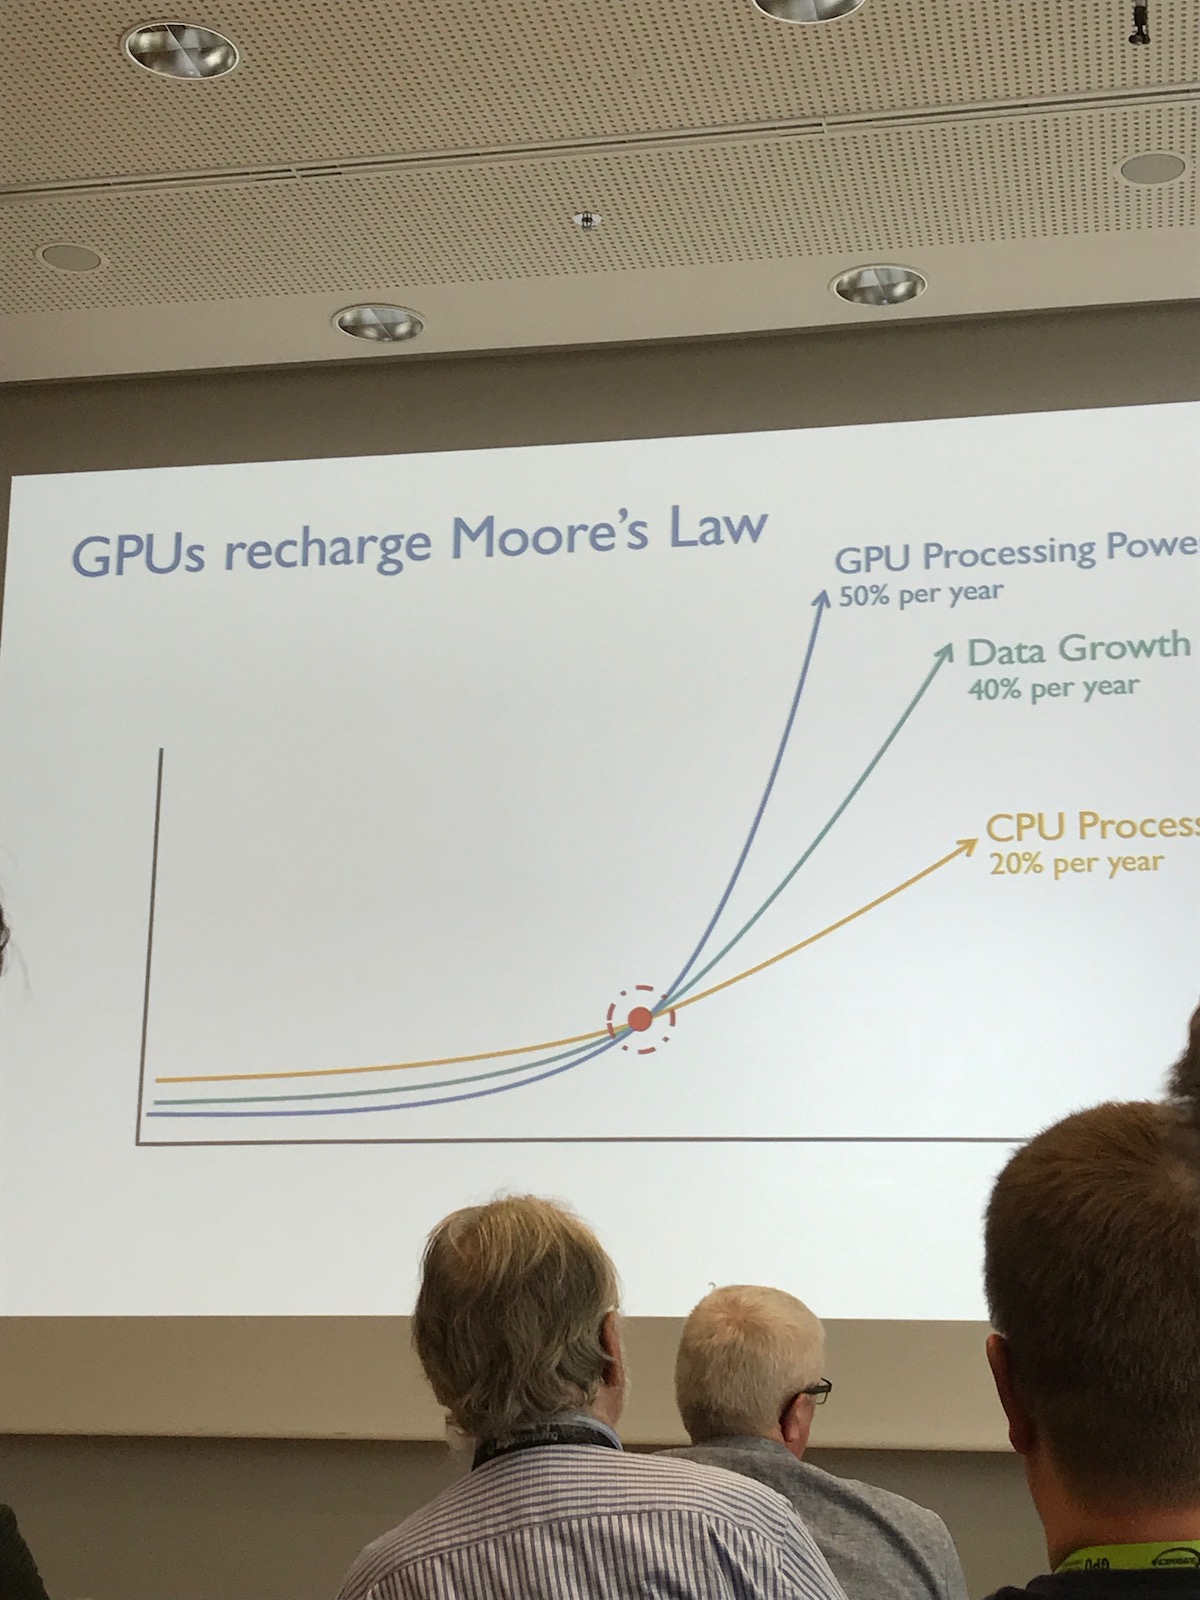 GPUs recharge Moore's Law
GPU Processing Powe
50% per year
Data Growth
40% per year
CPU Process
20% per year
GPU